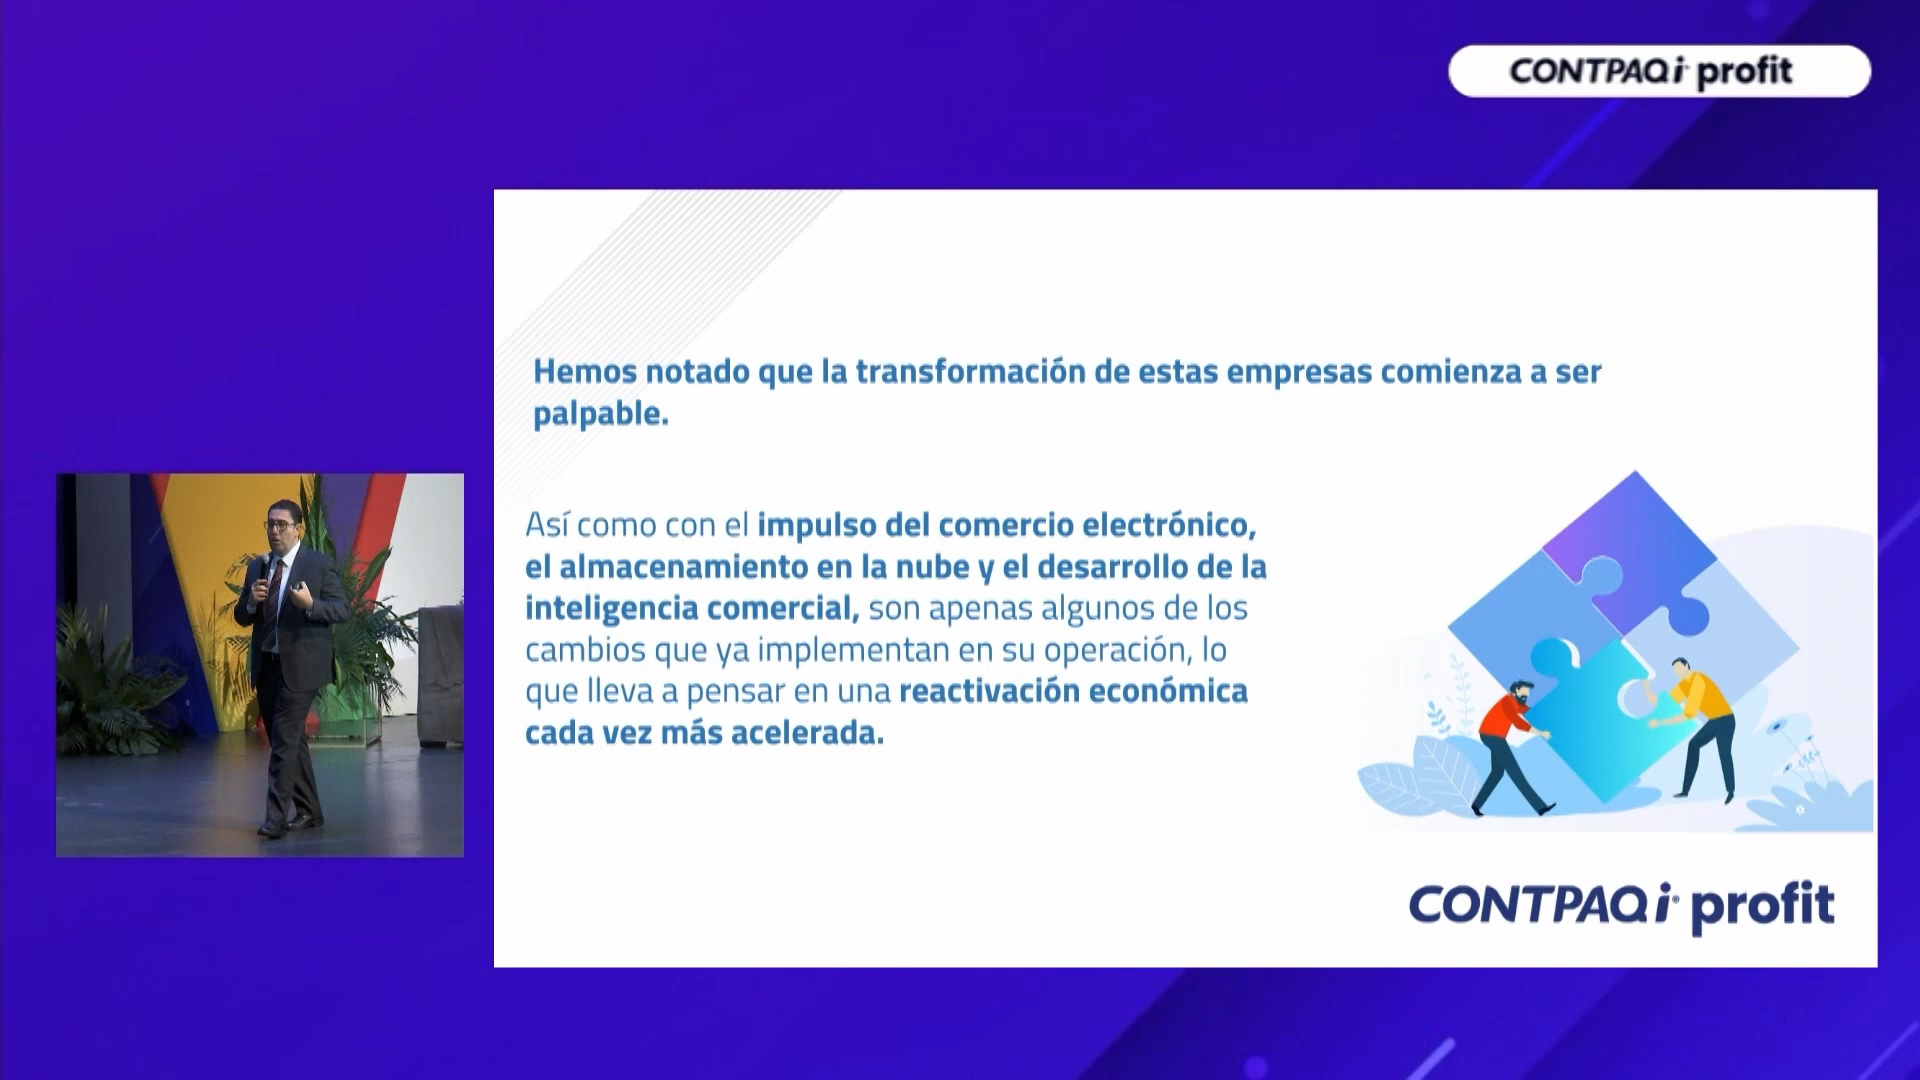 CONTPAQi profit
Hemos notado que la transformación de estas empresas comienza a ser
palpable.
Así como con el impulso del comercio electrónico,
el almacenamiento en la nube y el desarrollo de la
inteligencia comercial, son apenas algunos de los
cambios que ya implementan en su operación, lo
que lleva a pensar en una reactivación económica
cada vez más acelerada.
CONTPAQi® profit